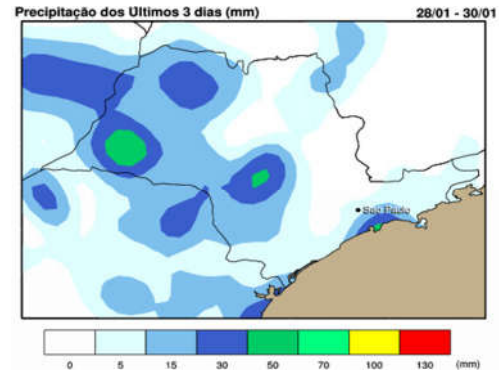 Precipitação dos Últimos 3 dias (mm) 28/01 - 30/01
São Paulo
0 5 15 30 50 70 100 130 (mm)